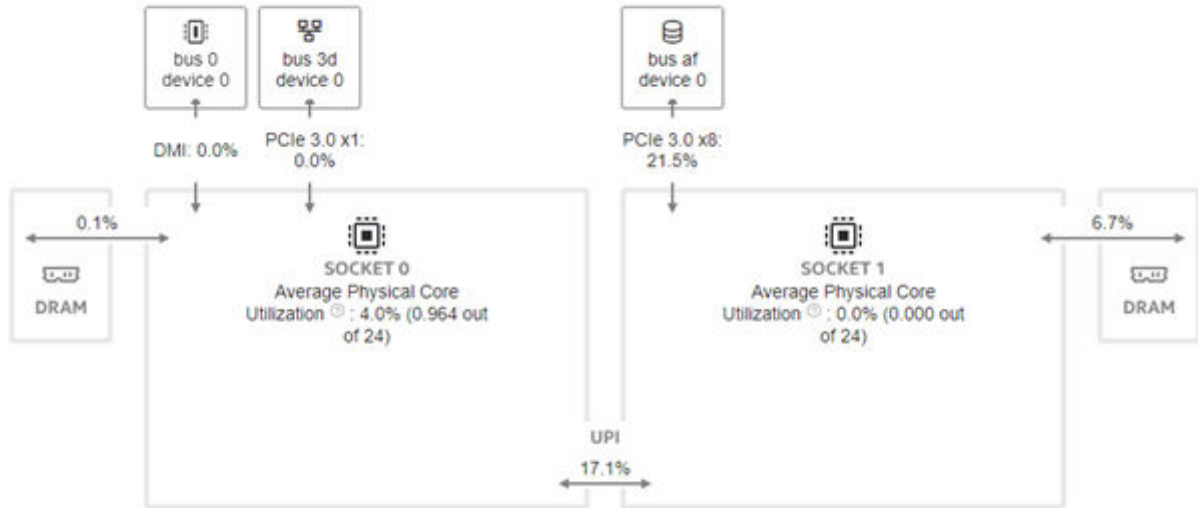 bus 0
device 0
bus 3d
device 0
bus af
device 0
DMI: 0.0%
PCIe 3.0 x1:
0.0%
PCIe 3.0 x8:
21.5%
0.1%
DRAM
SOCKET 0
Average Physical Core
Utilization ⓘ : 4.0% (0.964 out
of 24)
SOCKET 1
Average Physical Core
Utilization ⓘ : 0.0% (0.000 out
of 24)
6.7%
DRAM
UPI
17.1%